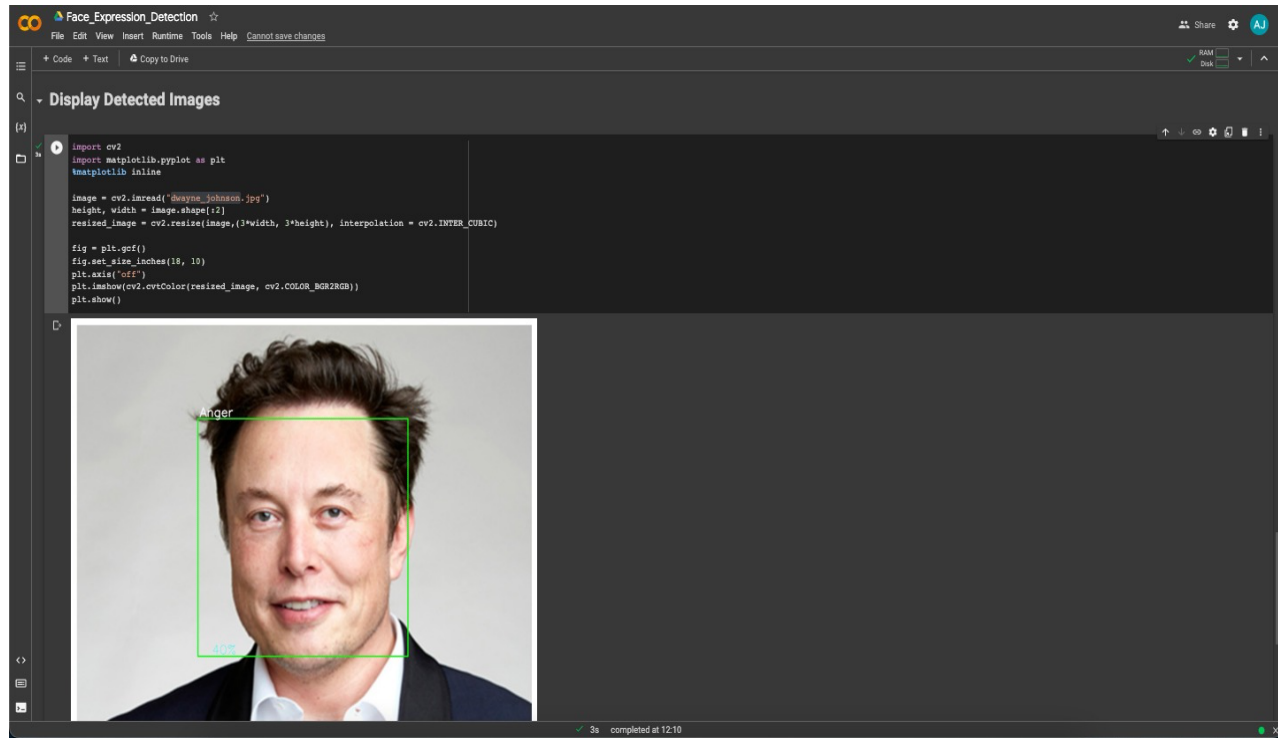 Face_Expression_Detection
Share
AJ
File Edit View Insert Runtime Tools Help Cannot save changes
+ Code + Text Copy to Drive
RAM
Disk
Display Detected Images
{x}
3s
import cv2
import matplotlib.pyplot as plt
%matplotlib inline
image = cv2.imread("dwayne_johnson.jpg")
height, width = image.shape[:2]
resized_image = cv2.resize(image,(3*width, 3*height), interpolation = cv2.INTER_CUBIC)
fig = plt.gcf()
fig.set_size_inches(18, 10)
plt.axis("off")
plt.imshow(cv2.cvtColor(resized_image, cv2.COLOR_BGR2RGB))
plt.show()
Anger
40%
3s completed at 12:10